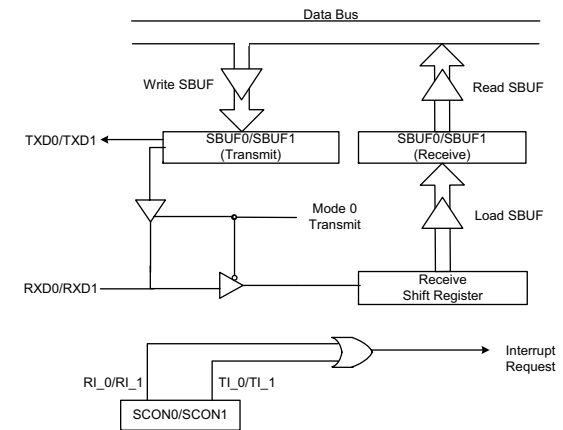 Data Bus
Write SBUF
Read SBUF
TXD0/TXD1
SBUF0/SBUF1
(Transmit)
SBUF0/SBUF1
(Receive)
Mode 0
Transmit
Load SBUF
RXD0/RXD1
Receive
Shift Register
Interrupt
Request
RI_0/RI_1
TI_0/TI_1
SCON0/SCON1